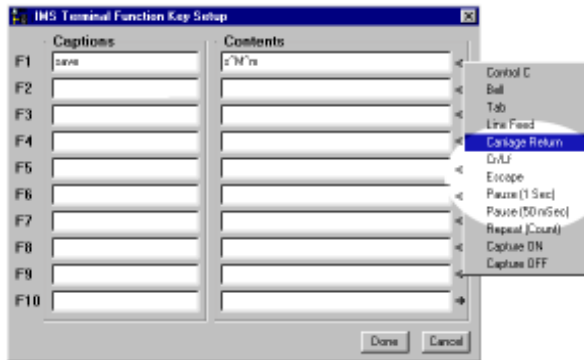 IMS Terminal Function Key Setup
Captions Contents
F1 save s^M^m
F2
F3
F4
F5
F6
F7
F8
F9
F10
Done Cancel
Control C
Bell
Tab
Line Feed
Carriage Return
Cr/Lf
Escape
Pause (1 Sec)
Pause (50 mSec)
Repeat (Count)
Capture ON
Capture OFF